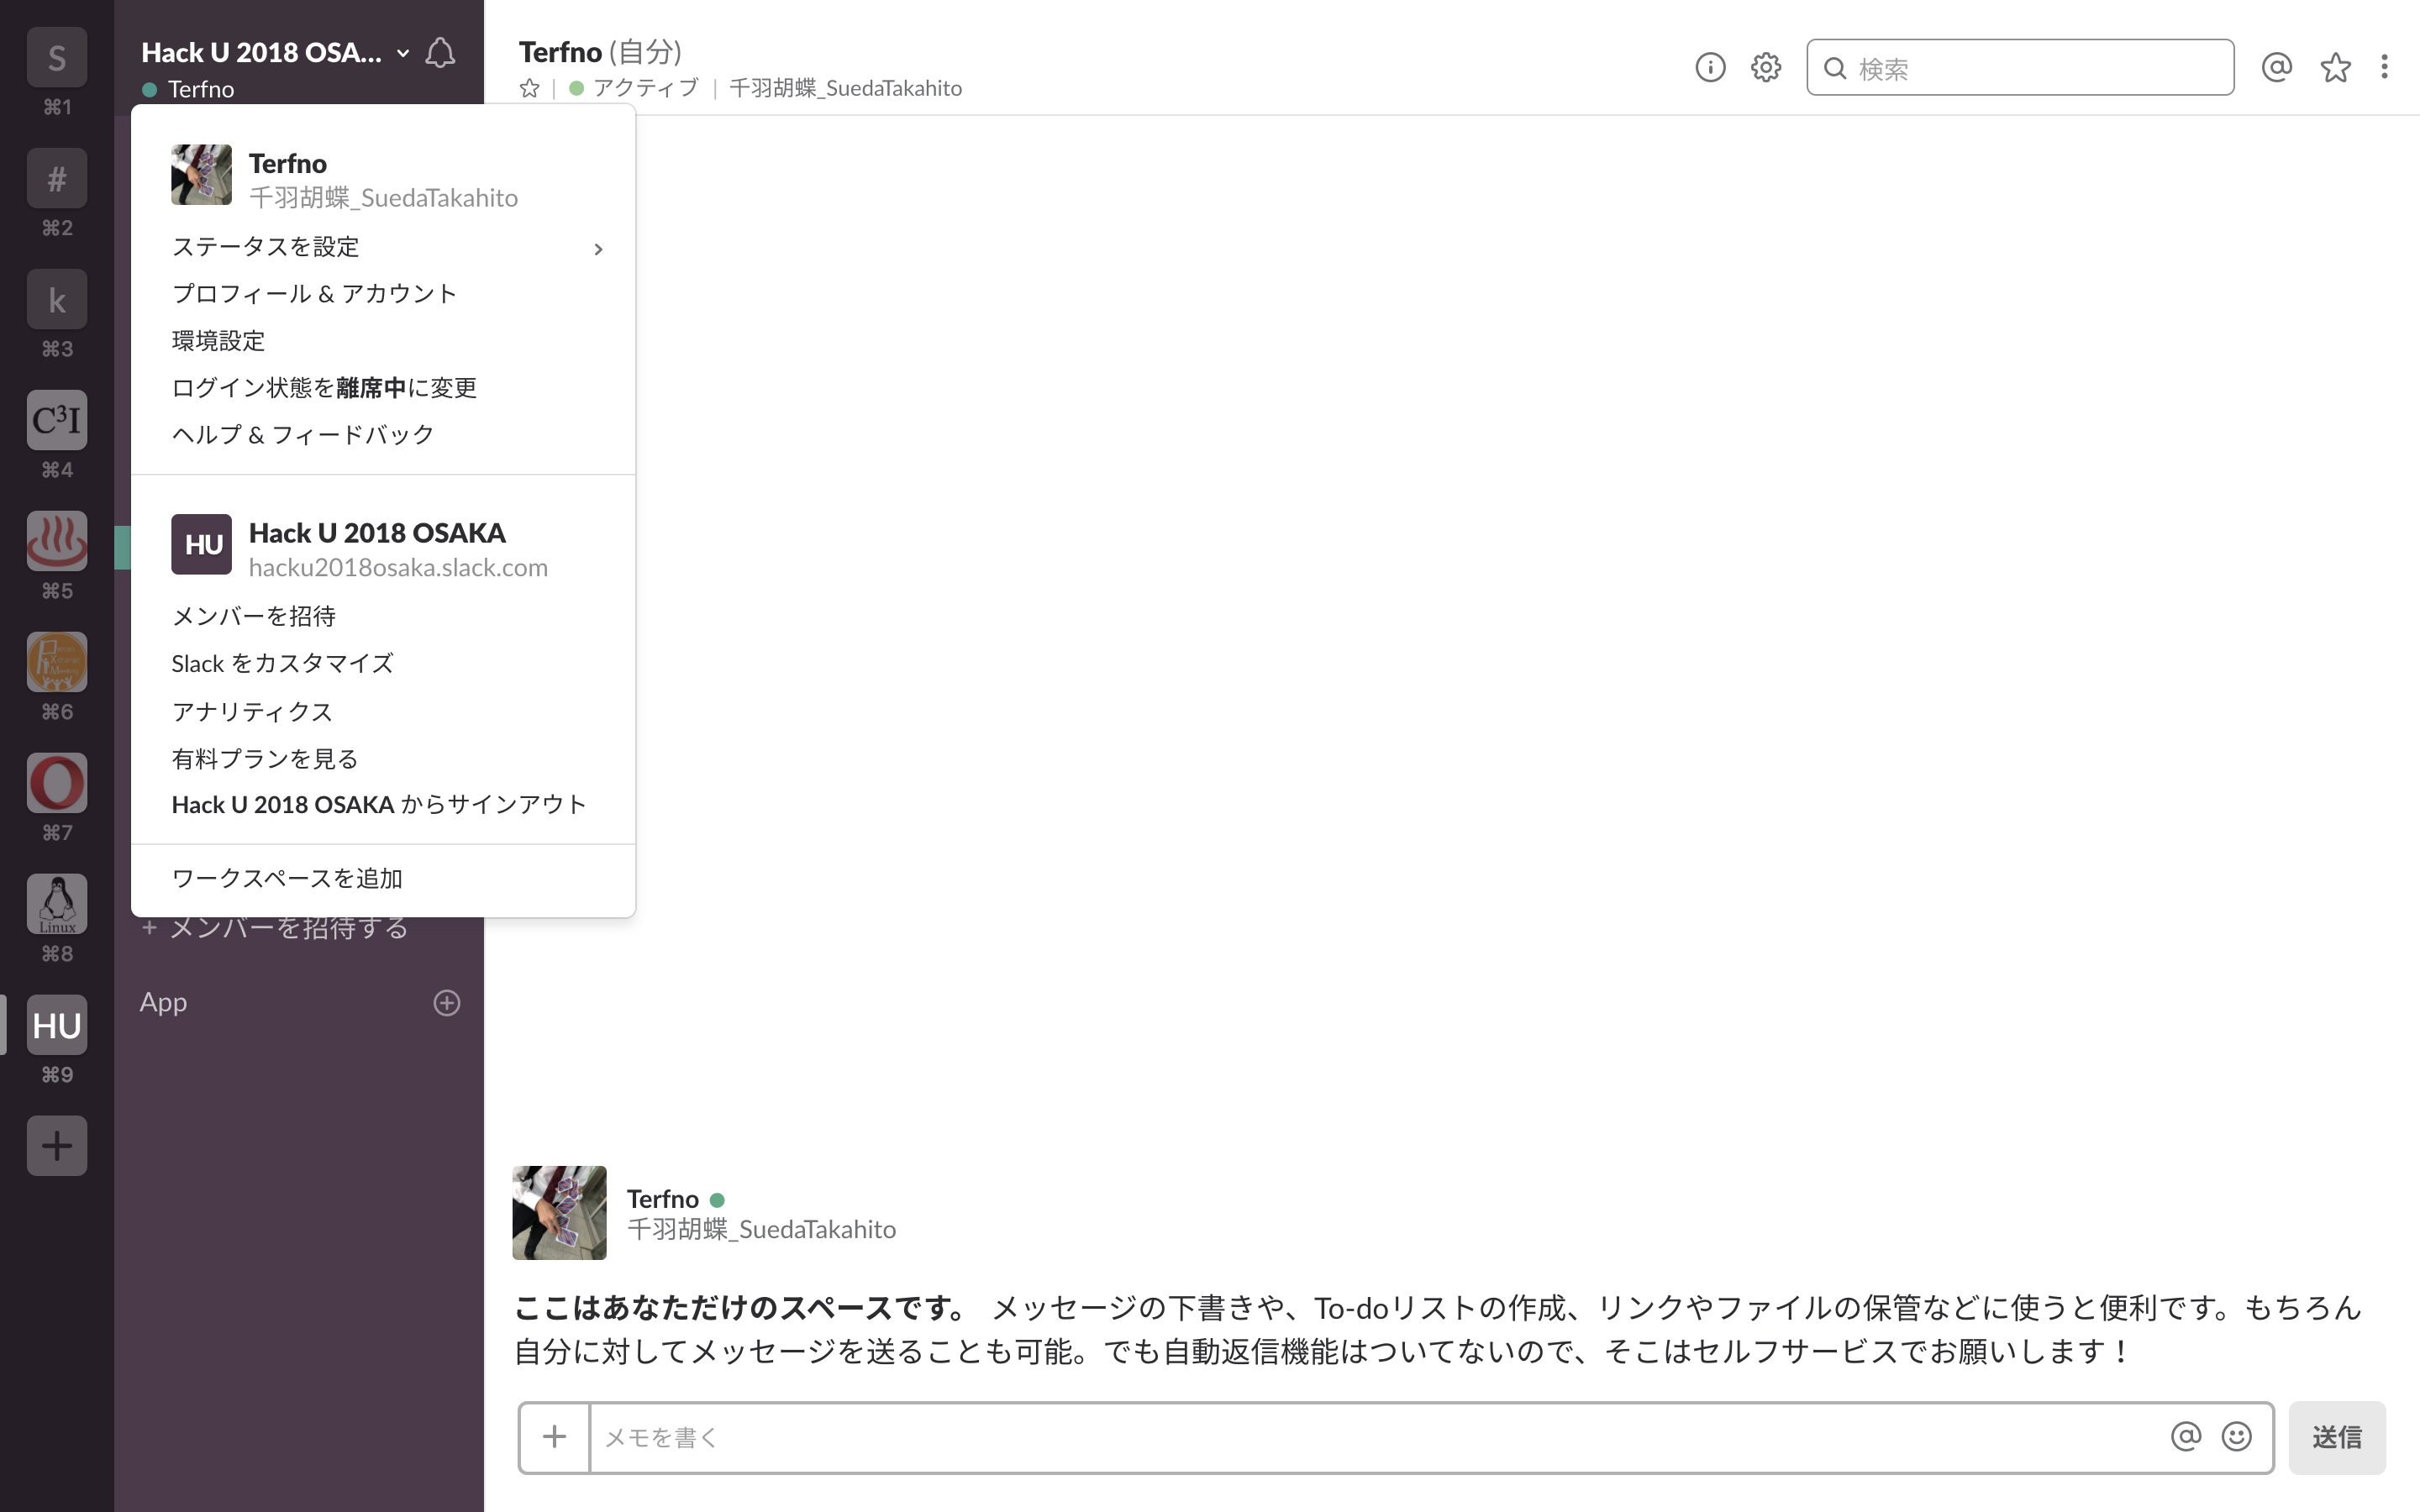 S
⌘1
#
⌘2
k
⌘3
C³I
⌘4
⌘5
⌘6
⌘7
Linux
⌘8
HU
⌘9
Hack U 2018 OSA...
Terfno
Terfno
千羽胡蝶_SuedaTakahito
ステータスを設定
プロフィール & アカウント
環境設定
ログイン状態を離席中に変更
ヘルプ & フィードバック
HU
Hack U 2018 OSAKA
hacku2018osaka.slack.com
メンバーを招待
Slack をカスタマイズ
アナリティクス
有料プランを見る
Hack U 2018 OSAKA からサインアウト
ワークスペースを追加
+ メンバーを招待する
App
Terfno (自分)
アクティブ | 千羽胡蝶_SuedaTakahito
検索
Terfno
千羽胡蝶_SuedaTakahito
ここはあなただけのスペースです。 メッセージの下書きや、To-doリストの作成、リンクやファイルの保管などに使うと便利です。もちろん
自分に対してメッセージを送ることも可能。でも自動返信機能はついてないので、そこはセルフサービスでお願いします！
メモを書く
送信